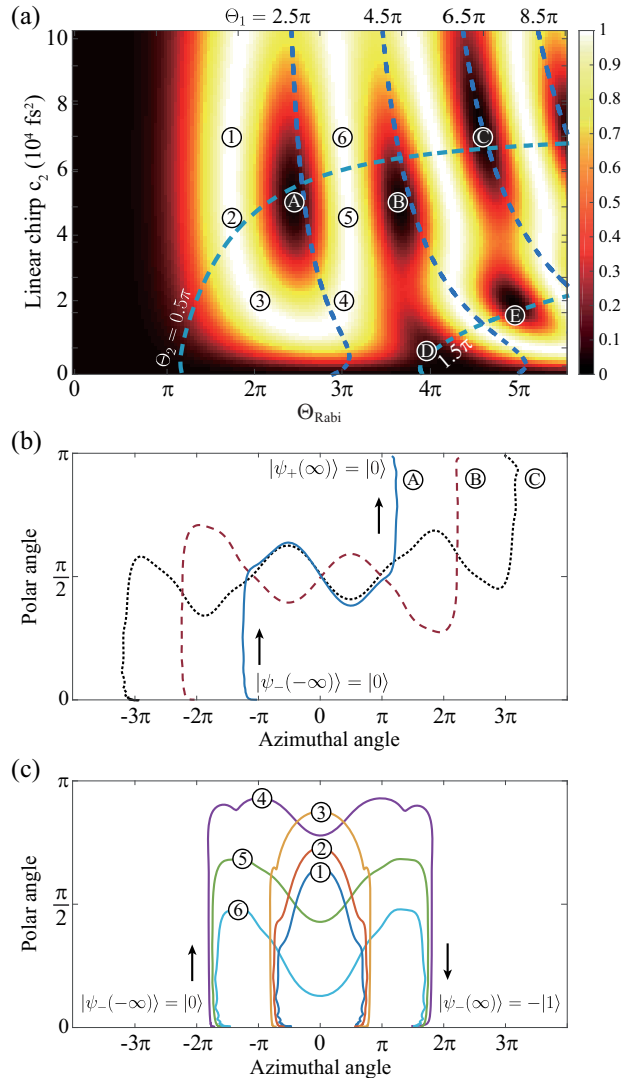 (a)
Θ₁ = 2.5π 4.5π 6.5π 8.5π
Linear chirp c₂ (10⁴ fs²)
8
6
4
2
0
① ⑥ Ⓒ
Ⓐ Ⓑ
② ⑤
③ ④ Ⓔ
Θ₂ = 0.5π
Ⓓ 1.5π
0 π 2π 3π 4π 5π
Θ_Rabi
1
0.9
0.8
0.7
0.6
0.5
0.4
0.3
0.2
0.1
0
(b)
Polar angle
π
π/2
0
|ψ₊(∞)⟩ = |0⟩ Ⓐ Ⓑ Ⓒ
|ψ₋(-∞)⟩ = |0⟩
-3π -2π -π 0 π 2π 3π
Azimuthal angle
(c)
Polar angle
π
π/2
0
④ ③
②
⑤ ①
⑥
|ψ₋(-∞)⟩ = |0⟩ |ψ₋(∞)⟩ = -|1⟩
-3π -2π -π 0 π 2π 3π
Azimuthal angle